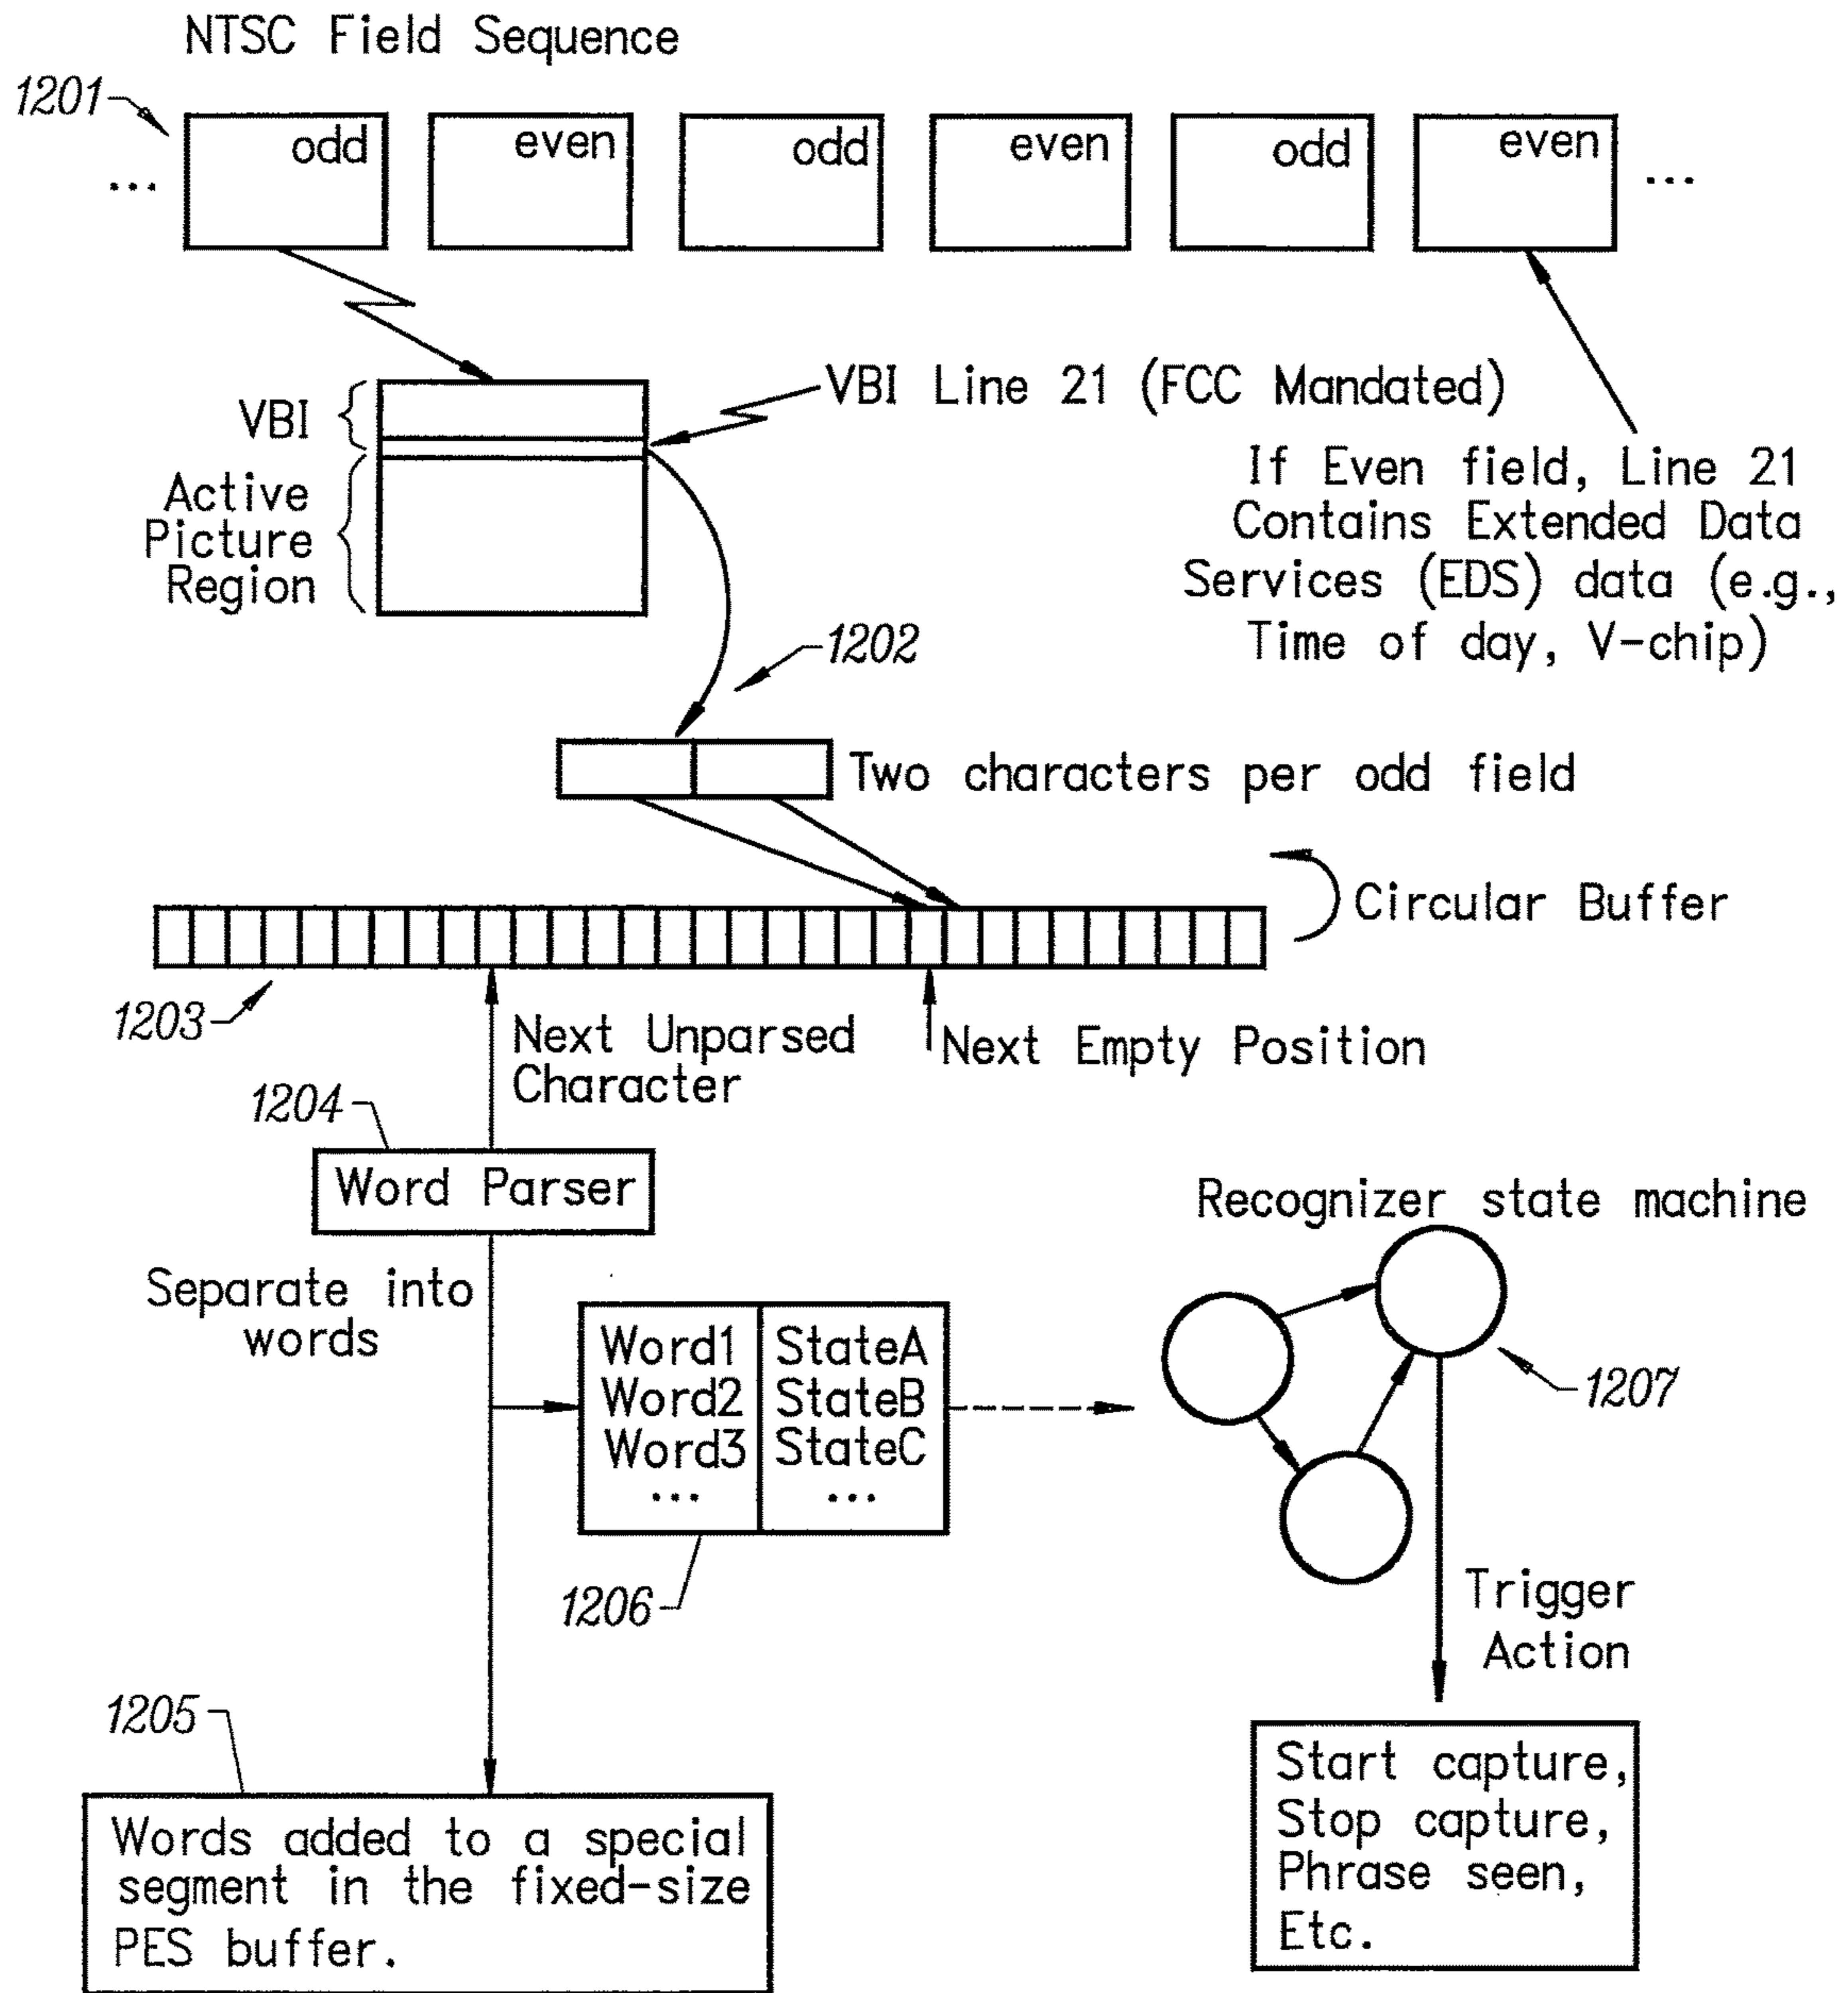 NTSC Field Sequence
1201
odd
even
odd
even
odd
even
...
...
VBI
VBI Line 21 (FCC Mandated)
Active
Picture
Region
If Even field, Line 21
Contains Extended Data
Services (EDS) data (e.g.,
Time of day, V-chip)
1202
Two characters per odd field
Circular Buffer
1203
Next Unparsed
Character
Next Empty Position
1204
Word Parser
Separate into
words
Word1 StateA
Word2 StateB
Word3 StateC
... ...
1206
Recognizer state machine
1207
Trigger
Action
1205
Words added to a special
segment in the fixed-size
PES buffer.
Start capture,
Stop capture,
Phrase seen,
Etc.